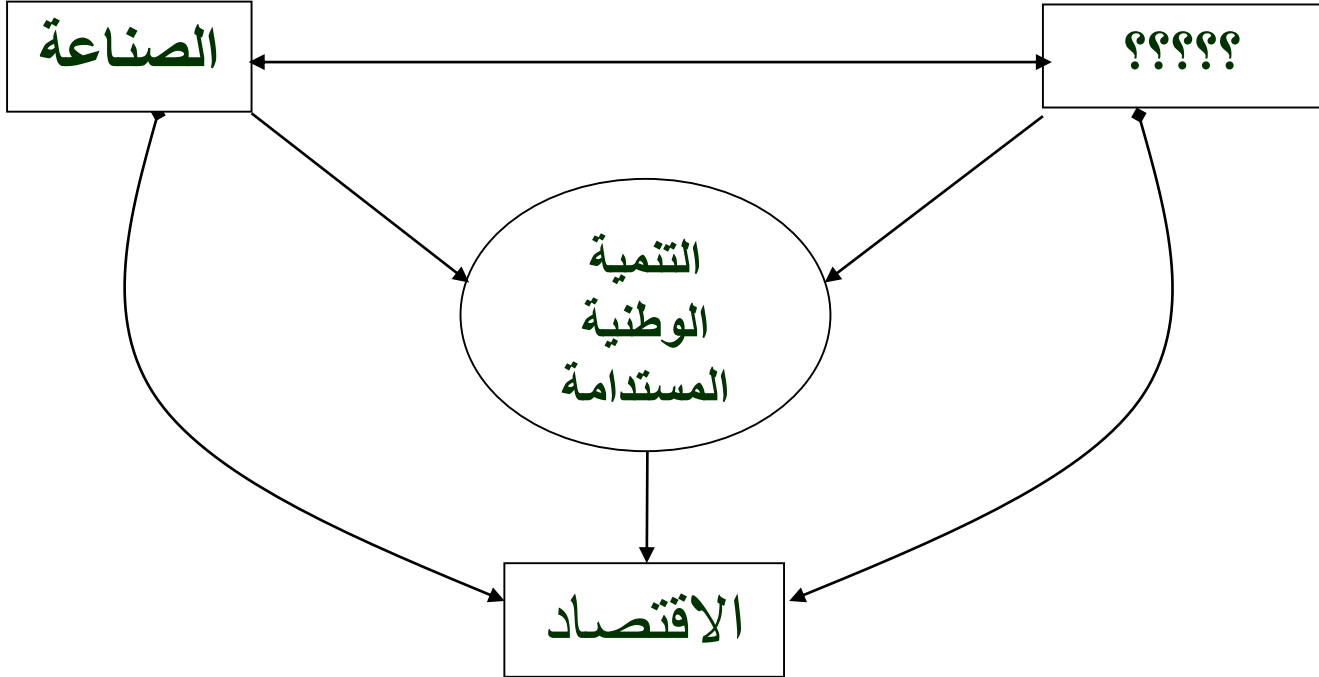 ؟؟؟؟؟
الصناعة
التنمية
الوطنية
المستدامة
الاقتصاد